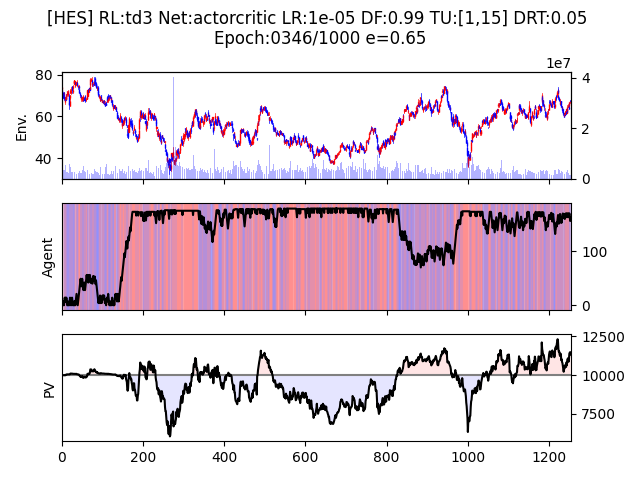 [HES] RL:td3 Net:actorcritic LR:1e-05 DF:0.99 TU:[1,15] DRT:0.05
Epoch:0346/1000 e=0.65
1e7
80
60
40
Env.
4
2
0
Agent
100
0
PV
12500
10000
7500
0 200 400 600 800 1000 1200